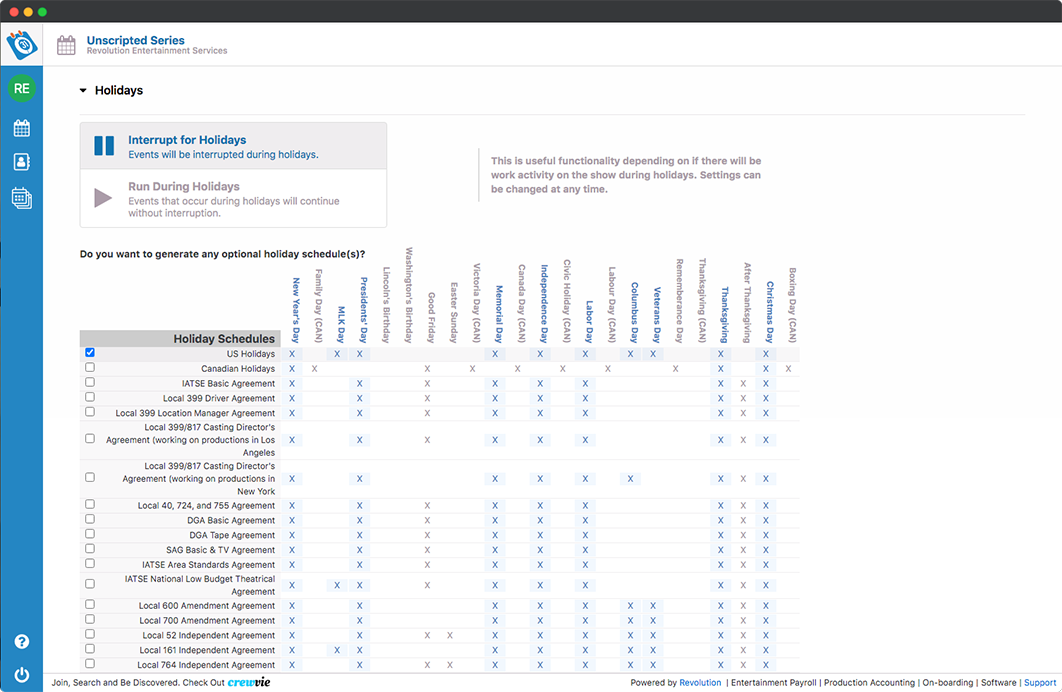 Unscripted Series
Revolution Entertainment Services
RE
Holidays
Interrupt for Holidays
Events will be interrupted during holidays.
Run During Holidays
Events that occur during holidays will continue
without interruption.
This is useful functionality depending on if there will be
work activity on the show during holidays. Settings can
be changed at any time.
Do you want to generate any optional holiday schedule(s)?
New Year's Day
Family Day (CAN)
MLK Day
Presidents' Day
Lincoln's Birthday
Washington's Birthday
Good Friday
Easter Sunday
Victoria Day (CAN)
Memorial Day
Canada Day (CAN)
Independence Day
Civic Holiday (CAN)
Labor Day
Labour Day (CAN)
Columbus Day
Veterans Day
Rememberance Day
Thanksgiving (CAN)
Thanksgiving
After Thanksgiving
Christmas Day
Boxing Day (CAN)
Holiday Schedules
US Holidays X X X X X X X X X X
Canadian Holidays X X X X X X X X X X X
IATSE Basic Agreement X X X X X X X X X
Local 399 Driver Agreement X X X X X X X X X
Local 399 Location Manager Agreement X X X X X X X X X
Local 399/817 Casting Director's
Agreement (working on productions in Los
Angeles
X X X X X X X X X
Local 399/817 Casting Director's
Agreement (working on productions in
New York
X X X X X X X X X
Local 40, 724, and 755 Agreement X X X X X X X X X
DGA Basic Agreement X X X X X X X X X
DGA Tape Agreement X X X X X X X X X
SAG Basic & TV Agreement X X X X X X X X X
IATSE Area Standards Agreement X X X X X X X X X
IATSE National Low Budget Theatrical
Agreement
X X X X X X X X X X
Local 600 Amendment Agreement X X X X X X X X X X
Local 700 Amendment Agreement X X X X X X X X X X
Local 52 Independent Agreement X X X X X X X X X X X X
Local 161 Independent Agreement X X X X X X X X X X X
Local 764 Independent Agreement X X X X X X X X X X X X
Join, Search and Be Discovered. Check Out crewvie
Powered by Revolution | Entertainment Payroll | Production Accounting | On-boarding | Software | Support